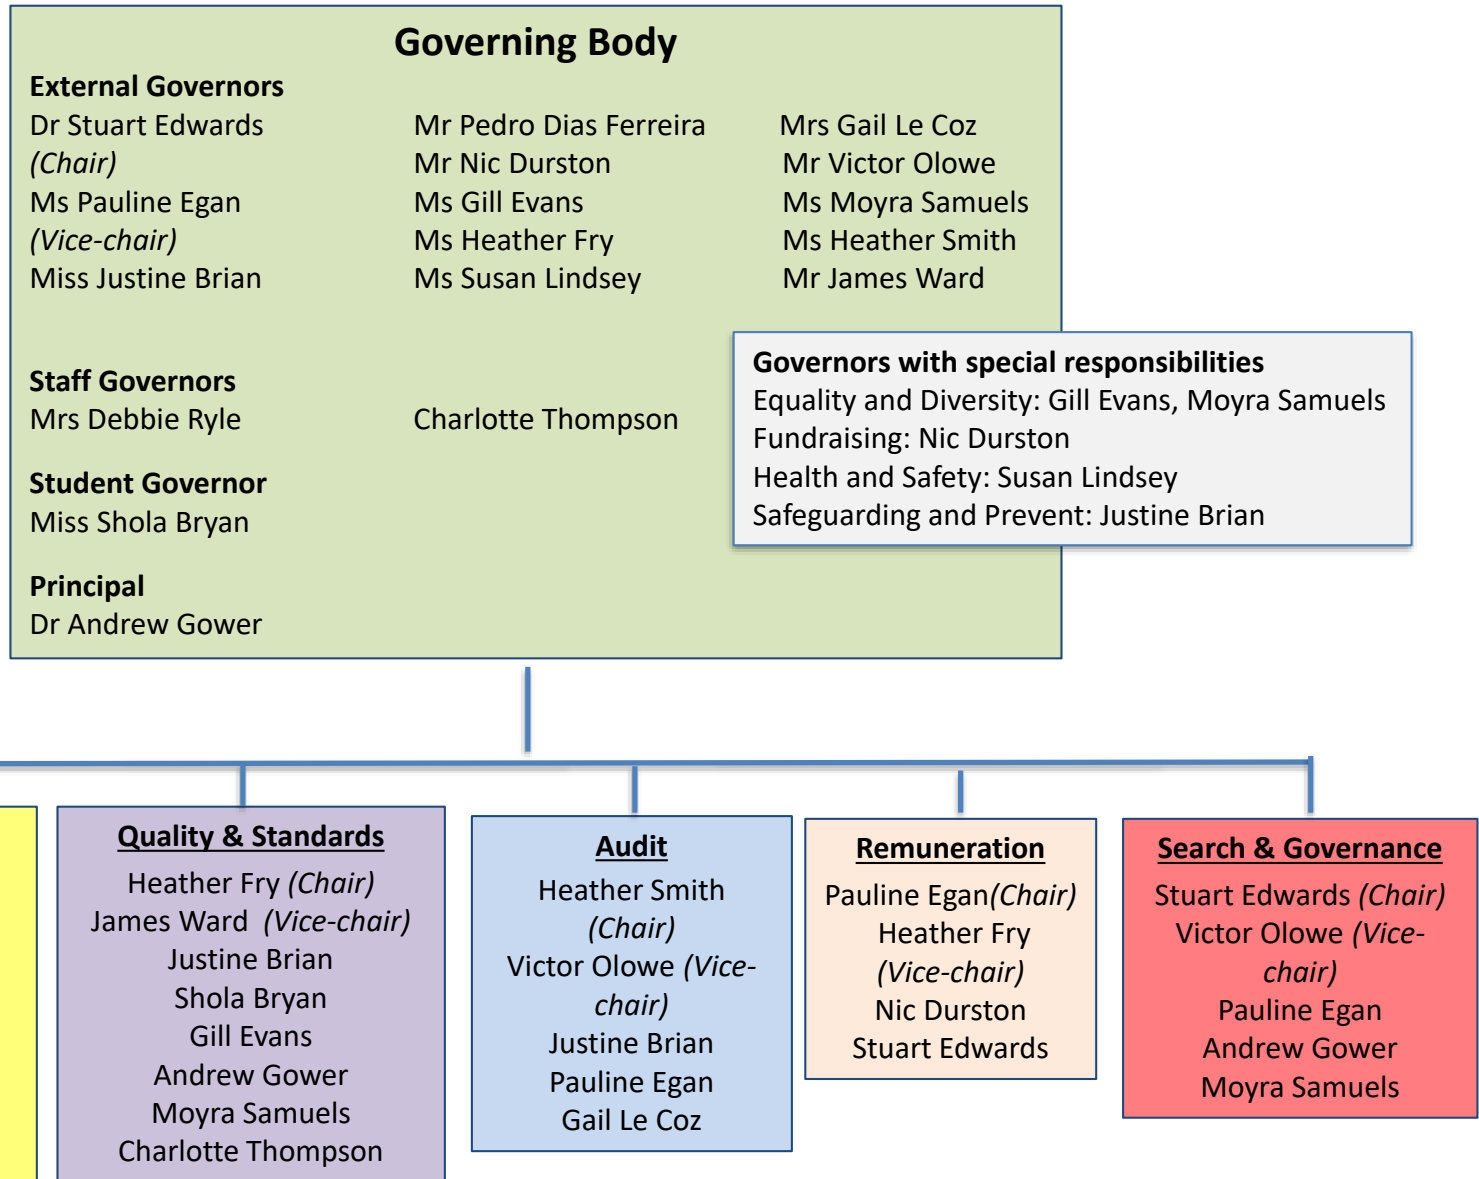 Governing Body
External Governors
Dr Stuart Edwards
(Chair)
Ms Pauline Egan
(Vice-chair)
Miss Justine Brian
Mr Pedro Dias Ferreira
Mr Nic Durston
Ms Gill Evans
Ms Heather Fry
Ms Susan Lindsey
Mrs Gail Le Coz
Mr Victor Olowe
Ms Moyra Samuels
Ms Heather Smith
Mr James Ward
Staff Governors
Mrs Debbie Ryle
Charlotte Thompson
Student Governor
Miss Shola Bryan
Principal
Dr Andrew Gower
Governors with special responsibilities
Equality and Diversity: Gill Evans, Moyra Samuels
Fundraising: Nic Durston
Health and Safety: Susan Lindsey
Safeguarding and Prevent: Justine Brian
Quality & Standards
Heather Fry (Chair)
James Ward (Vice-chair)
Justine Brian
Shola Bryan
Gill Evans
Andrew Gower
Moyra Samuels
Charlotte Thompson
Audit
Heather Smith
(Chair)
Victor Olowe (Vice-
chair)
Justine Brian
Pauline Egan
Gail Le Coz
Remuneration
Pauline Egan(Chair)
Heather Fry
(Vice-chair)
Nic Durston
Stuart Edwards
Search & Governance
Stuart Edwards (Chair)
Victor Olowe (Vice-
chair)
Pauline Egan
Andrew Gower
Moyra Samuels